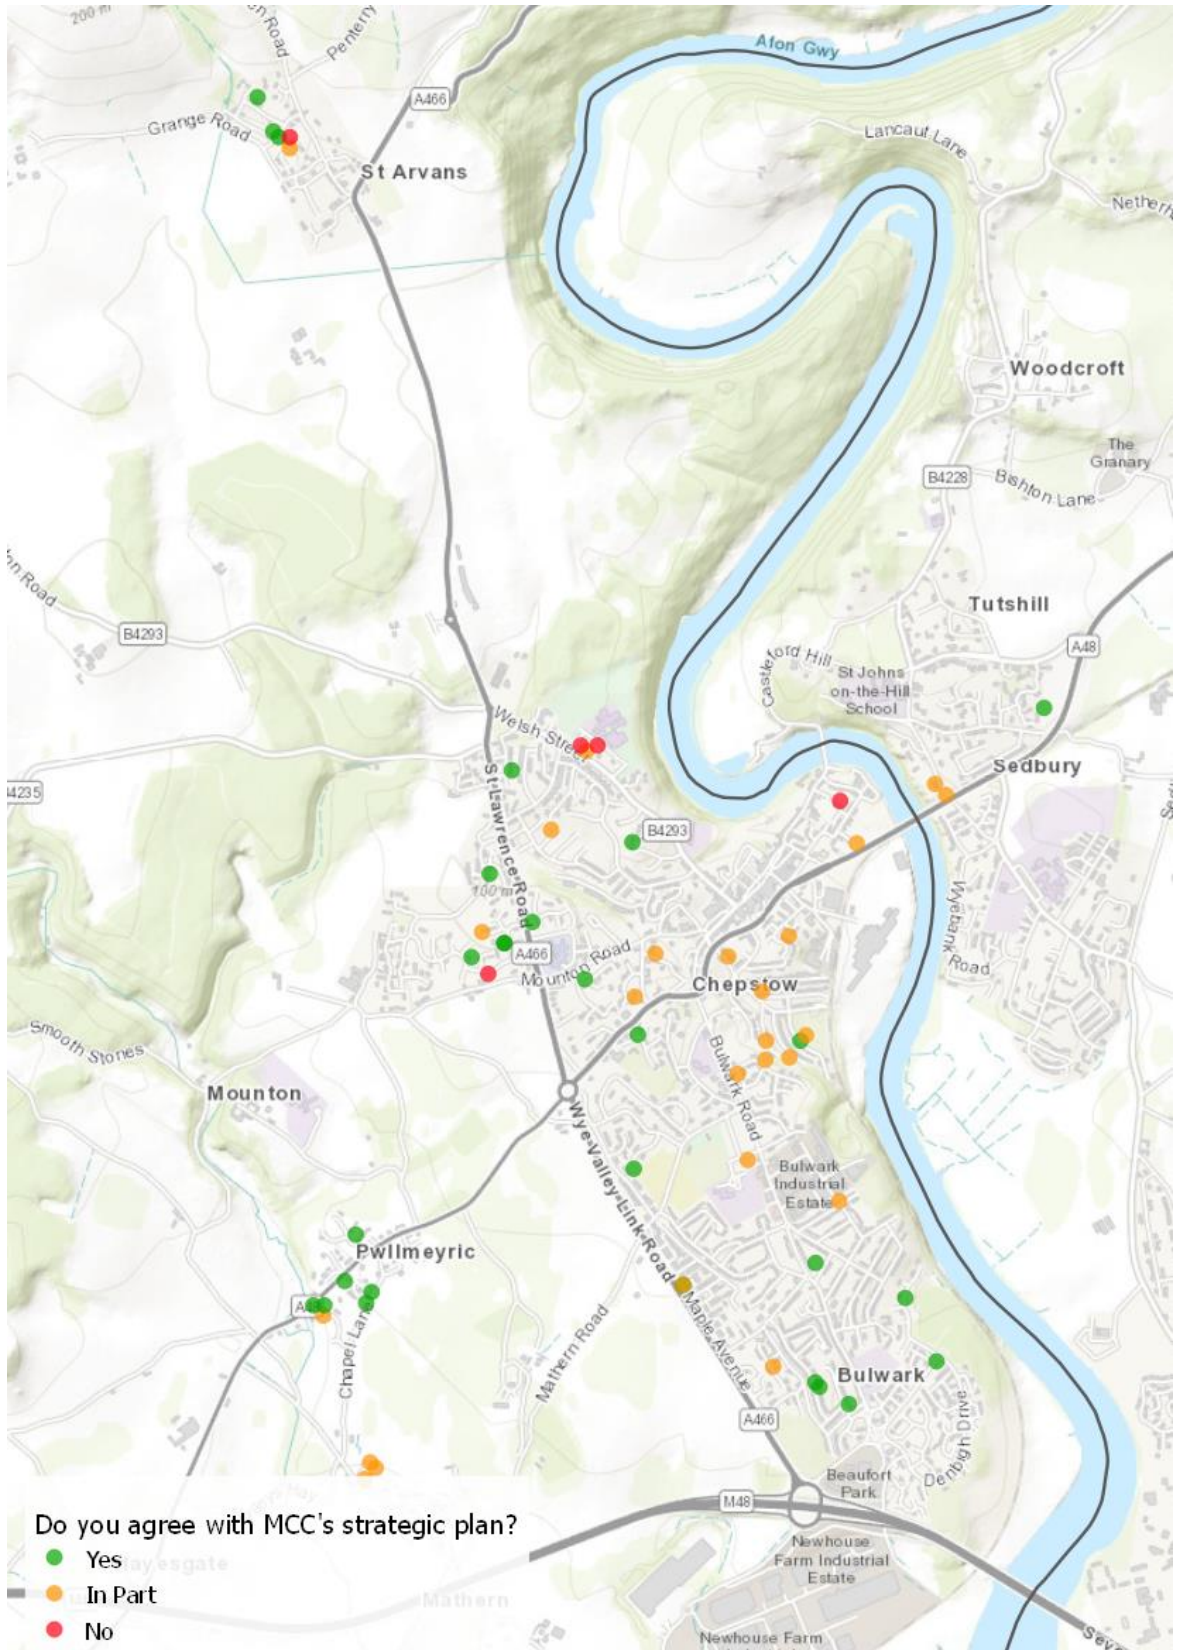 200 m
on Road
Penterry
Afon Gwy
A466
Grange Road
Lancaut Lane
St Arvans
Netherh
Woodcroft
The
Granary
B4228
Bishton Lane
on Road
Tutshill
B4293
A48
Castleford Hill
St Johns
on-the-Hill
School
Welsh Street
Sedbury
St Lawrence Road
B4293
100 m
Wyebank Road
A466
Mounton Road
Chepstow
Smooth Stones
Bulwark Road
Mounton
Wye Valley Link Road
Bulwark
Industrial
Estate
Pwllmeyric
Chapel Lane
Mathern Road
Maple Avenue
Bulwark
A466
Denbigh Drive
Beaufort
Park
M48
Do you agree with MCC's strategic plan?
Newhouse
Farm Industrial
Estate
Yes
ayesgate
In Part
Mathern
No
Newhouse Farm
Seve